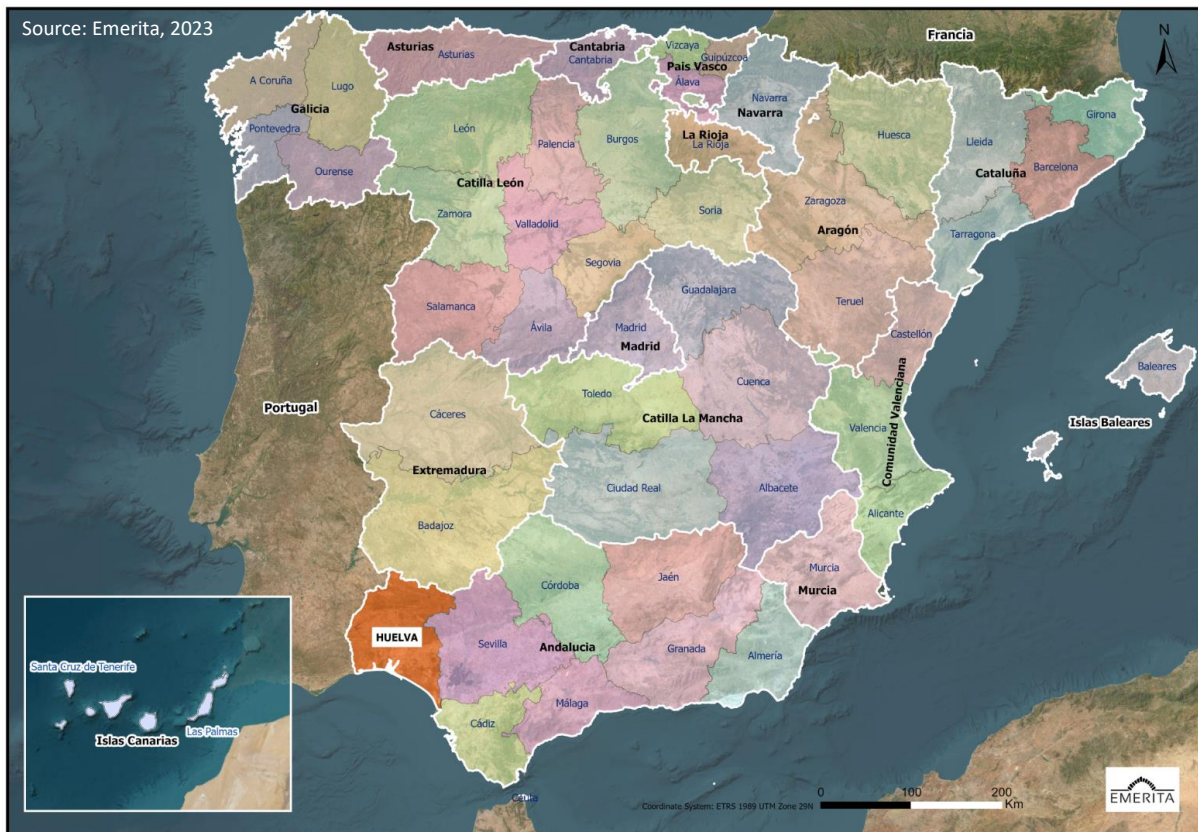 Source: Emerita, 2023
Francia
N
Asturias
Asturias
Cantabria
Cantabria
Vizcaya
Guipúzcoa
Pais Vasco
Álava
A Coruña
Lugo
Galicia
Pontevedra
Ourense
León
Palencia
Burgos
La Rioja
La Rioja
Navarra
Navarra
Huesca
Lleida
Girona
Barcelona
Cataluña
Catilla León
Zamora
Valladolid
Soria
Zaragoza
Aragón
Tarragona
Segovia
Salamanca
Ávila
Madrid
Madrid
Guadalajara
Teruel
Castellón
Cuenca
Toledo
Catilla La Mancha
Comunidad Valenciana
Valencia
Baleares
Islas Baleares
Portugal
Cáceres
Extremadura
Badajoz
Ciudad Real
Albacete
Alicante
Murcia
Murcia
Córdoba
Jaén
HUELVA
Sevilla
Andalucia
Granada
Almería
Málaga
Cádiz
Santa Cruz de Tenerife
Islas Canarias
Las Palmas
Ceuta
Coordinate System: ETRS 1989 UTM Zone 29N
0 100 200
Km
EMERITA